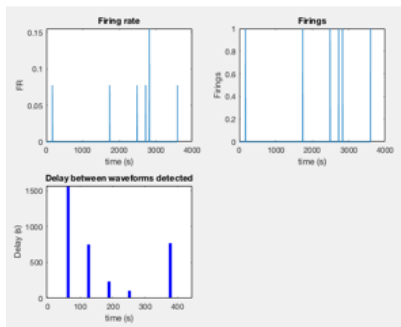 Firing rate
0.15
0.1
0.05
0
FR
0 1000 2000 3000 4000
time (s)
Firings
1
0.8
0.6
0.4
0.2
0
Firings
0 1000 2000 3000 4000
time (s)
Delay between waveforms detected
1500
1000
500
0
Delay (s)
0 100 200 300 400
time (s)